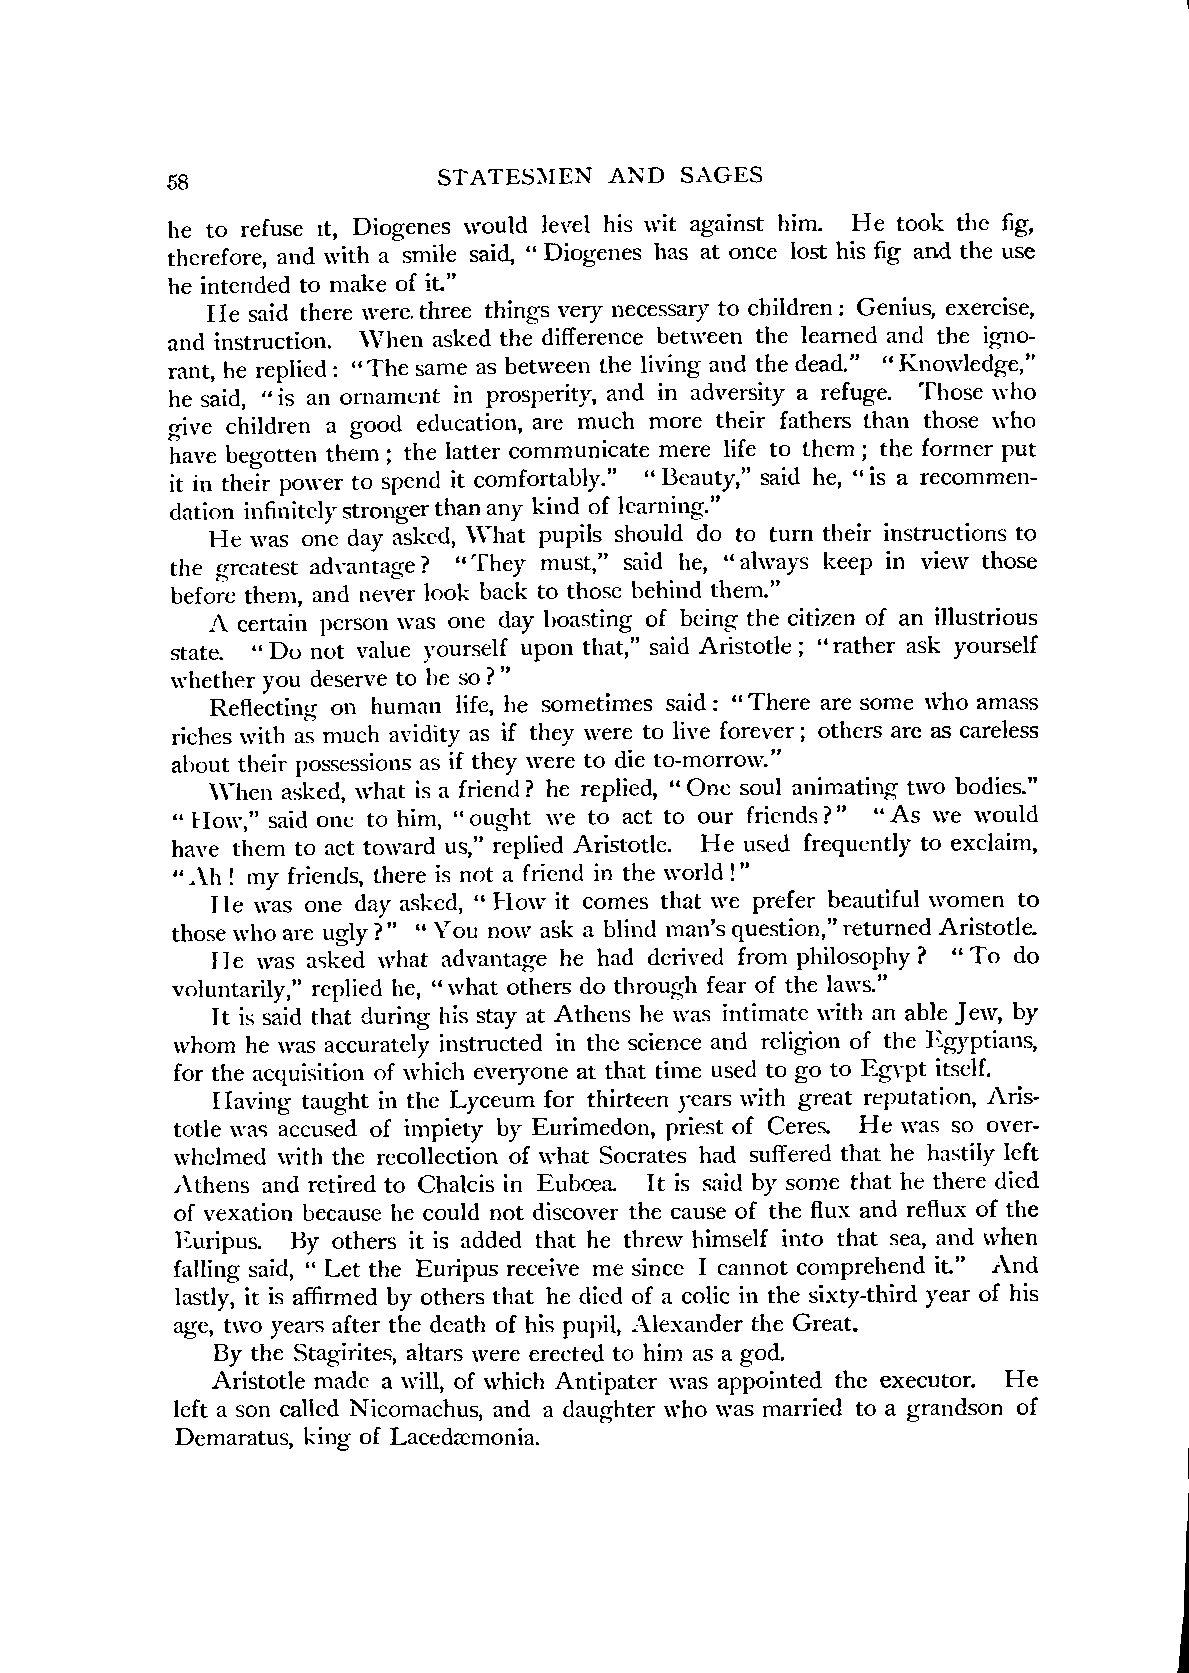 58 STATESMEN AND SAGES
he to refuse it, Diogenes would level his wit against him. He took the fig,
therefore, and with a smile said, "Diogenes has at once lost his fig and the use
he intended to make of it."
He said there were three things very necessary to children: Genius, exercise,
and instruction. When asked the difference between the learned and the igno-
rant, he replied: "The same as between the living and the dead." "Knowledge,"
he said, "is an ornament in prosperity, and in adversity a refuge. Those who
give children a good education, are much more their fathers than those who
have begotten them; the latter communicate mere life to them; the former put
it in their power to spend it comfortably." "Beauty," said he, "is a recommen-
dation infinitely stronger than any kind of learning."
He was one day asked, What pupils should do to turn their instructions to
the greatest advantage? "They must," said he, "always keep in view those
before them, and never look back to those behind them."
A certain person was one day boasting of being the citizen of an illustrious
state. "Do not value yourself upon that," said Aristotle; "rather ask yourself
whether you deserve to be so?"
Reflecting on human life, he sometimes said: "There are some who amass
riches with as much avidity as if they were to live forever; others are as careless
about their possessions as if they were to die to-morrow."
When asked, what is a friend? he replied, "One soul animating two bodies."
"How," said one to him, "ought we to act to our friends?" "As we would
have them to act toward us," replied Aristotle. He used frequently to exclaim,
"Ah! my friends, there is not a friend in the world!"
He was one day asked, "How it comes that we prefer beautiful women to
those who are ugly?" "You now ask a blind man's question," returned Aristotle.
He was asked what advantage he had derived from philosophy? "To do
voluntarily," replied he, "what others do through fear of the laws."
It is said that during his stay at Athens he was intimate with an able Jew, by
whom he was accurately instructed in the science and religion of the Egyptians,
for the acquisition of which everyone at that time used to go to Egypt itself.
Having taught in the Lyceum for thirteen years with great reputation, Aris-
totle was accused of impiety by Eurimedon, priest of Ceres. He was so over-
whelmed with the recollection of what Socrates had suffered that he hastily left
Athens and retired to Chalcis in Eubœa. It is said by some that he there died
of vexation because he could not discover the cause of the flux and reflux of the
Euripus. By others it is added that he threw himself into that sea, and when
falling said, "Let the Euripus receive me since I cannot comprehend it." And
lastly, it is affirmed by others that he died of a colic in the sixty-third year of his
age, two years after the death of his pupil, Alexander the Great.
By the Stagirites, altars were erected to him as a god.
Aristotle made a will, of which Antipater was appointed the executor. He
left a son called Nicomachus, and a daughter who was married to a grandson of
Demaratus, king of Lacedæmonia.